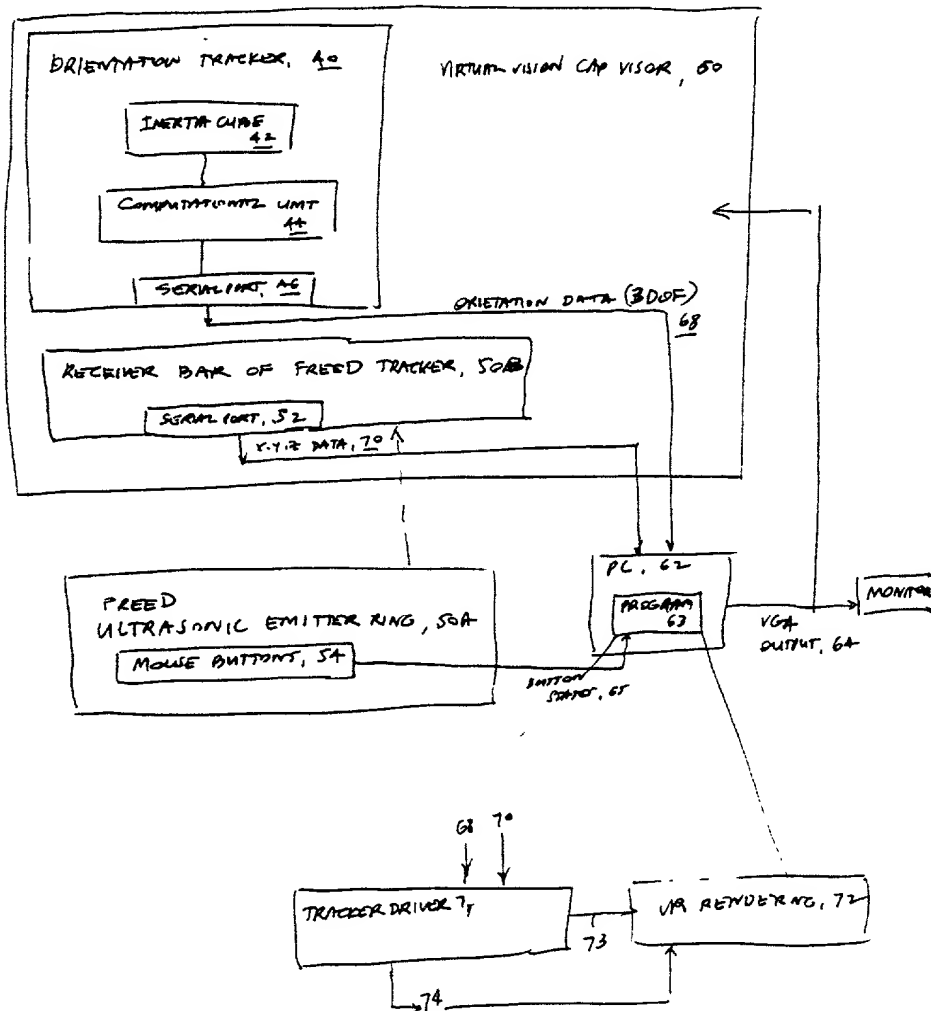 ORIENTATION TRACKER, 40
VIRTUAL VISION CAP VISOR, 50
INERTIA CUBE
42
COMPUTATIONAL UNIT
44
SERIAL PORT, 46
ORIETATION DATA (3DOF)
68
RECEIVER BAR OF FREED TRACKER, 50B
SERIAL PORT, 52
X.Y.Z DATA, 70
PC, 62
PROGRAM
63
MONITOR
VGA
OUTPUT, 64
FREED
ULTRASONIC EMITTER RING, 50A
MOUSE BUTTONS, 54
BUTTON
STATES, 65
68 70
TRACKER DRIVER
73
VR RENDERING, 72
74